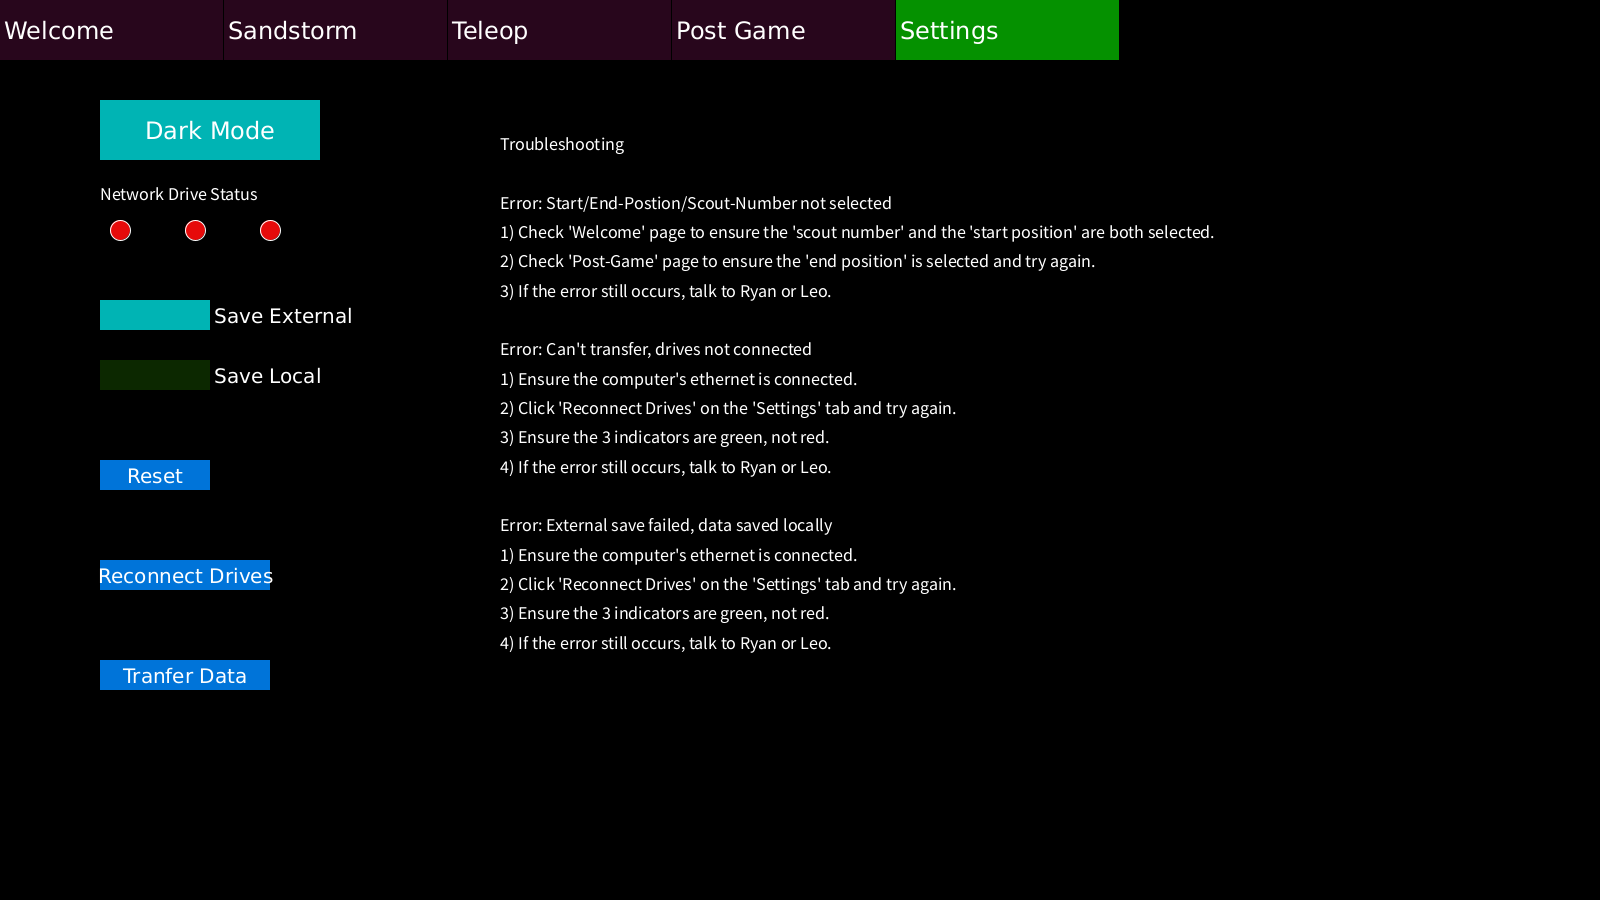 Welcome
Sandstorm
Teleop
Post Game
Settings
Dark Mode
Network Drive Status
Save External
Save Local
Reset
Reconnect Drives
Tranfer Data
Troubleshooting
Error: Start/End-Postion/Scout-Number not selected
1) Check 'Welcome' page to ensure the 'scout number' and the 'start position' are both selected.
2) Check 'Post-Game' page to ensure the 'end position' is selected and try again.
3) If the error still occurs, talk to Ryan or Leo.
Error: Can't transfer, drives not connected
1) Ensure the computer's ethernet is connected.
2) Click 'Reconnect Drives' on the 'Settings' tab and try again.
3) Ensure the 3 indicators are green, not red.
4) If the error still occurs, talk to Ryan or Leo.
Error: External save failed, data saved locally
1) Ensure the computer's ethernet is connected.
2) Click 'Reconnect Drives' on the 'Settings' tab and try again.
3) Ensure the 3 indicators are green, not red.
4) If the error still occurs, talk to Ryan or Leo.